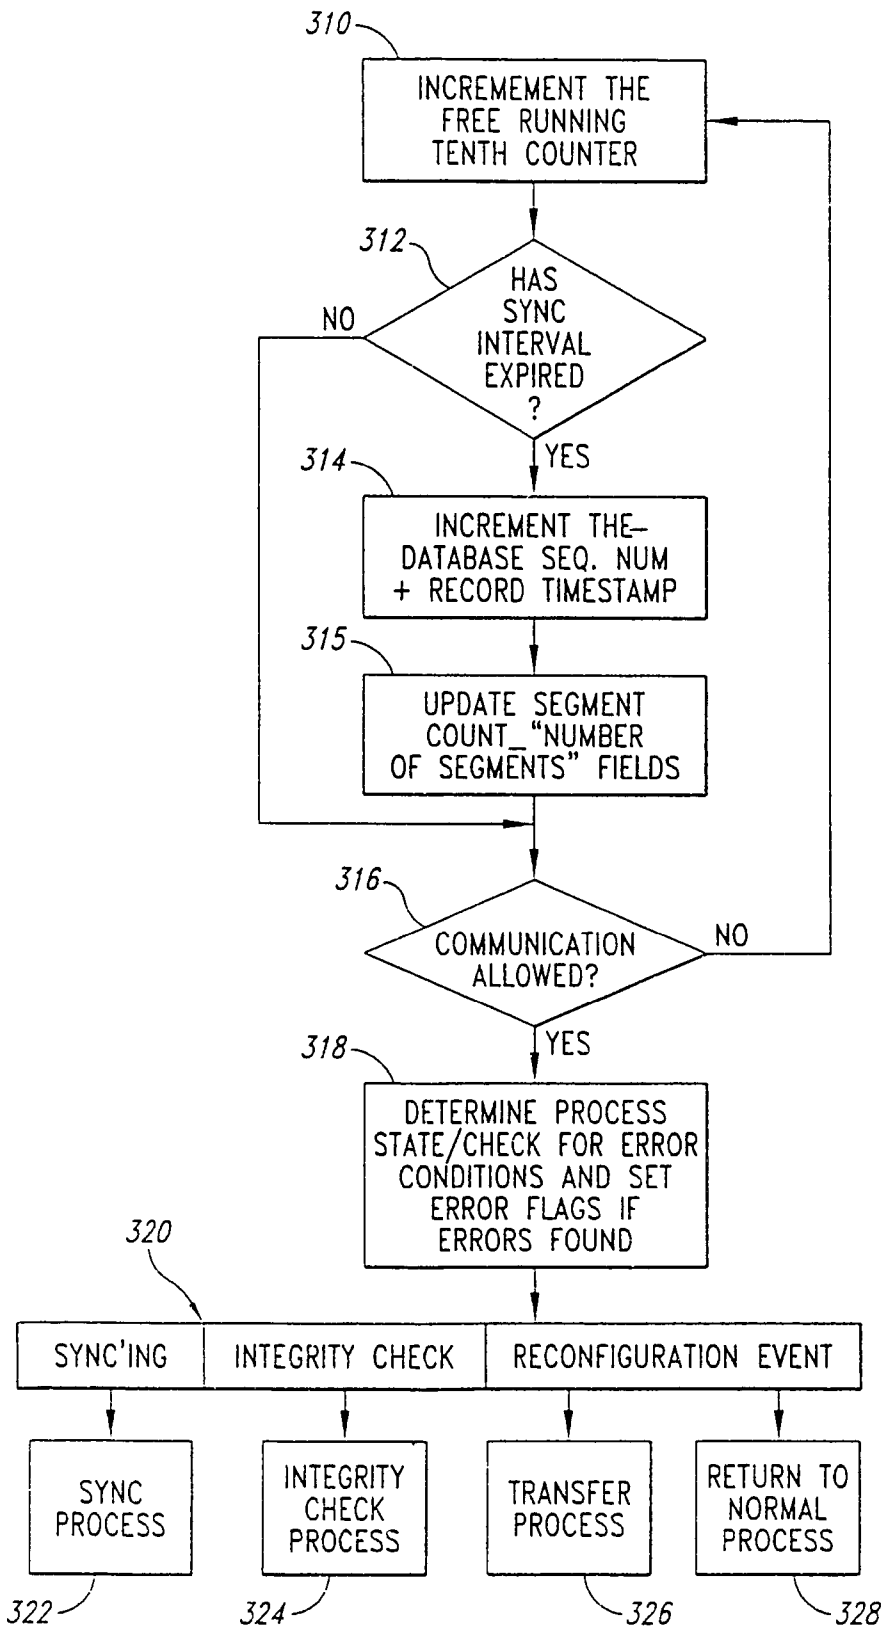 310
INCREMEMENT THE
FREE RUNNING
TENTH COUNTER
312
HAS
SYNC
INTERVAL
EXPIRED
?
NO
YES
314
INCREMENT THE–
DATABASE SEQ. NUM
+ RECORD TIMESTAMP
315
UPDATE SEGMENT
COUNT_“NUMBER
OF SEGMENTS” FIELDS
316
COMMUNICATION
ALLOWED?
NO
YES
318
DETERMINE PROCESS
STATE/CHECK FOR ERROR
CONDITIONS AND SET
ERROR FLAGS IF
ERRORS FOUND
320
SYNC'ING
INTEGRITY CHECK
RECONFIGURATION EVENT
SYNC
PROCESS
INTEGRITY
CHECK
PROCESS
TRANSFER
PROCESS
RETURN TO
NORMAL
PROCESS
322
324
326
328